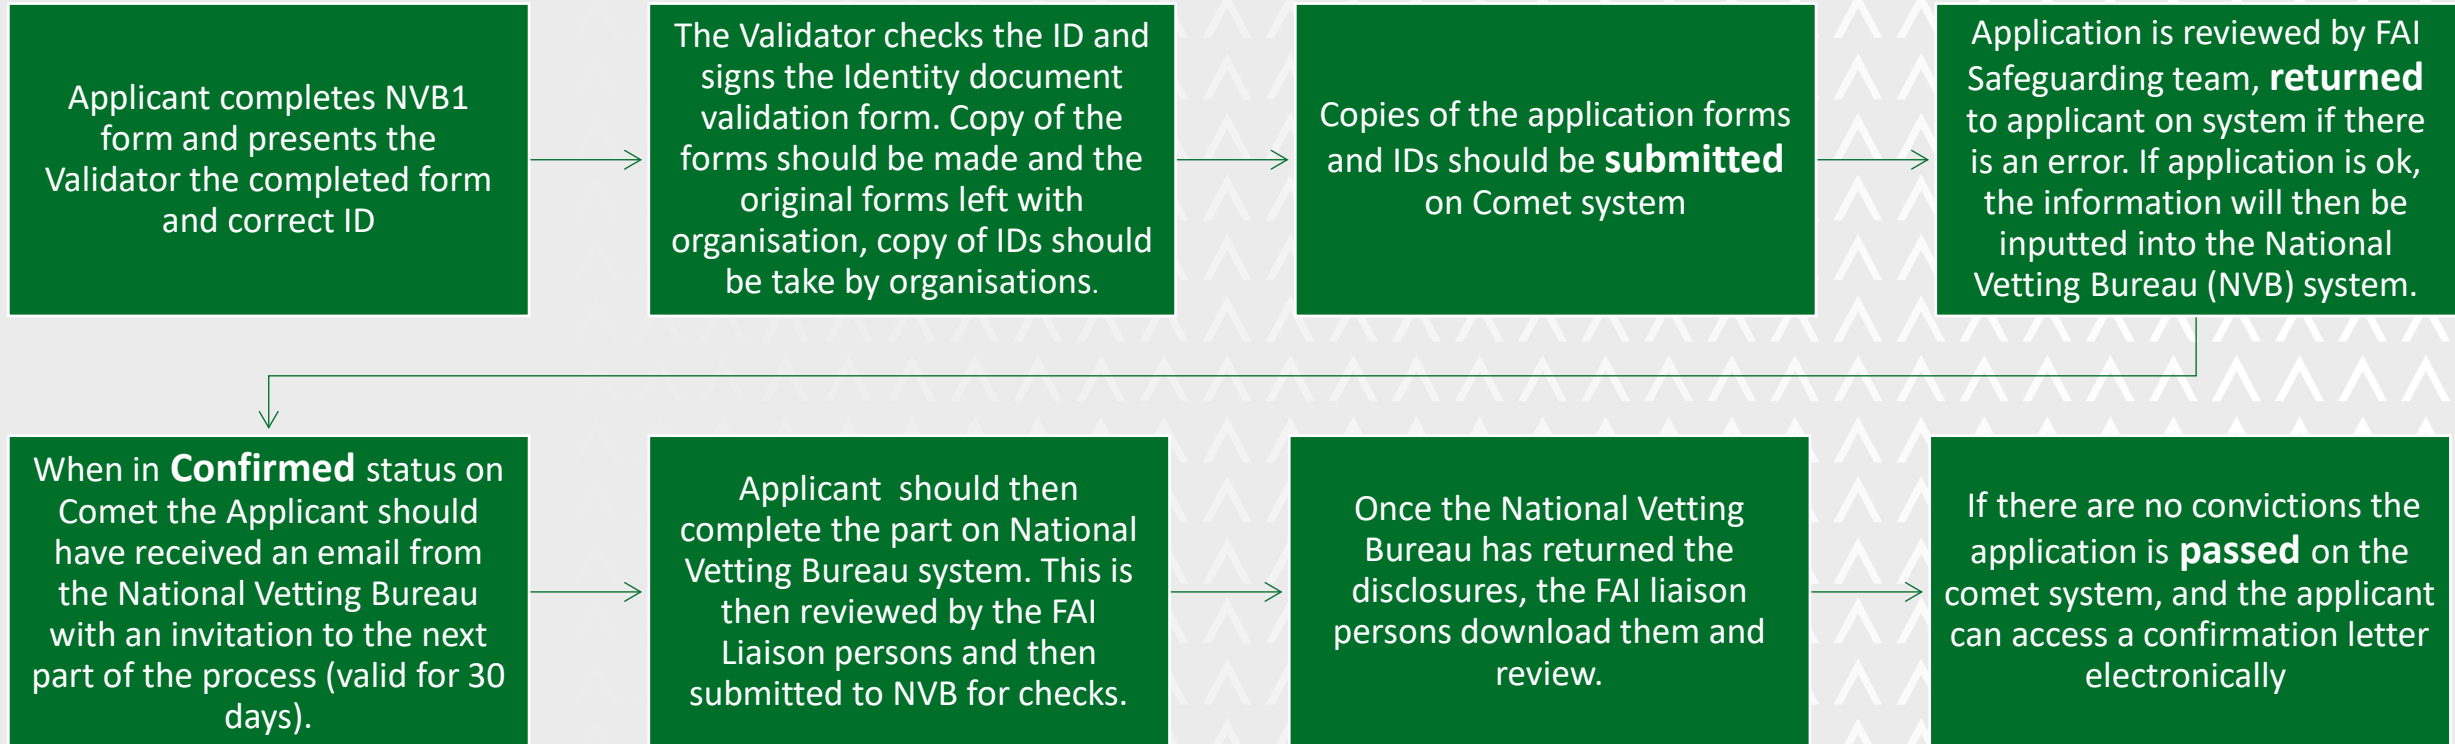 Applicant completes NVB1
form and presents the
Validator the completed form
and correct ID
The Validator checks the ID and
signs the Identity document
validation form. Copy of the
forms should be made and the
original forms left with
organisation, copy of IDs should
be take by organisations.
Copies of the application forms
and IDs should be submitted
on Comet system
Application is reviewed by FAI
Safeguarding team, returned
to applicant on system if there
is an error. If application is ok,
the information will then be
inputted into the National
Vetting Bureau (NVB) system.
When in Confirmed status on
Comet the Applicant should
have received an email from
the National Vetting Bureau
with an invitation to the next
part of the process (valid for 30
days).
Applicant  should then
complete the part on National
Vetting Bureau system. This is
then reviewed by the FAI
Liaison persons and then
submitted to NVB for checks.
Once the National Vetting
Bureau has returned the
disclosures, the FAI liaison
persons download them and
review.
If there are no convictions the
application is passed on the
comet system, and the applicant
can access a confirmation letter
electronically